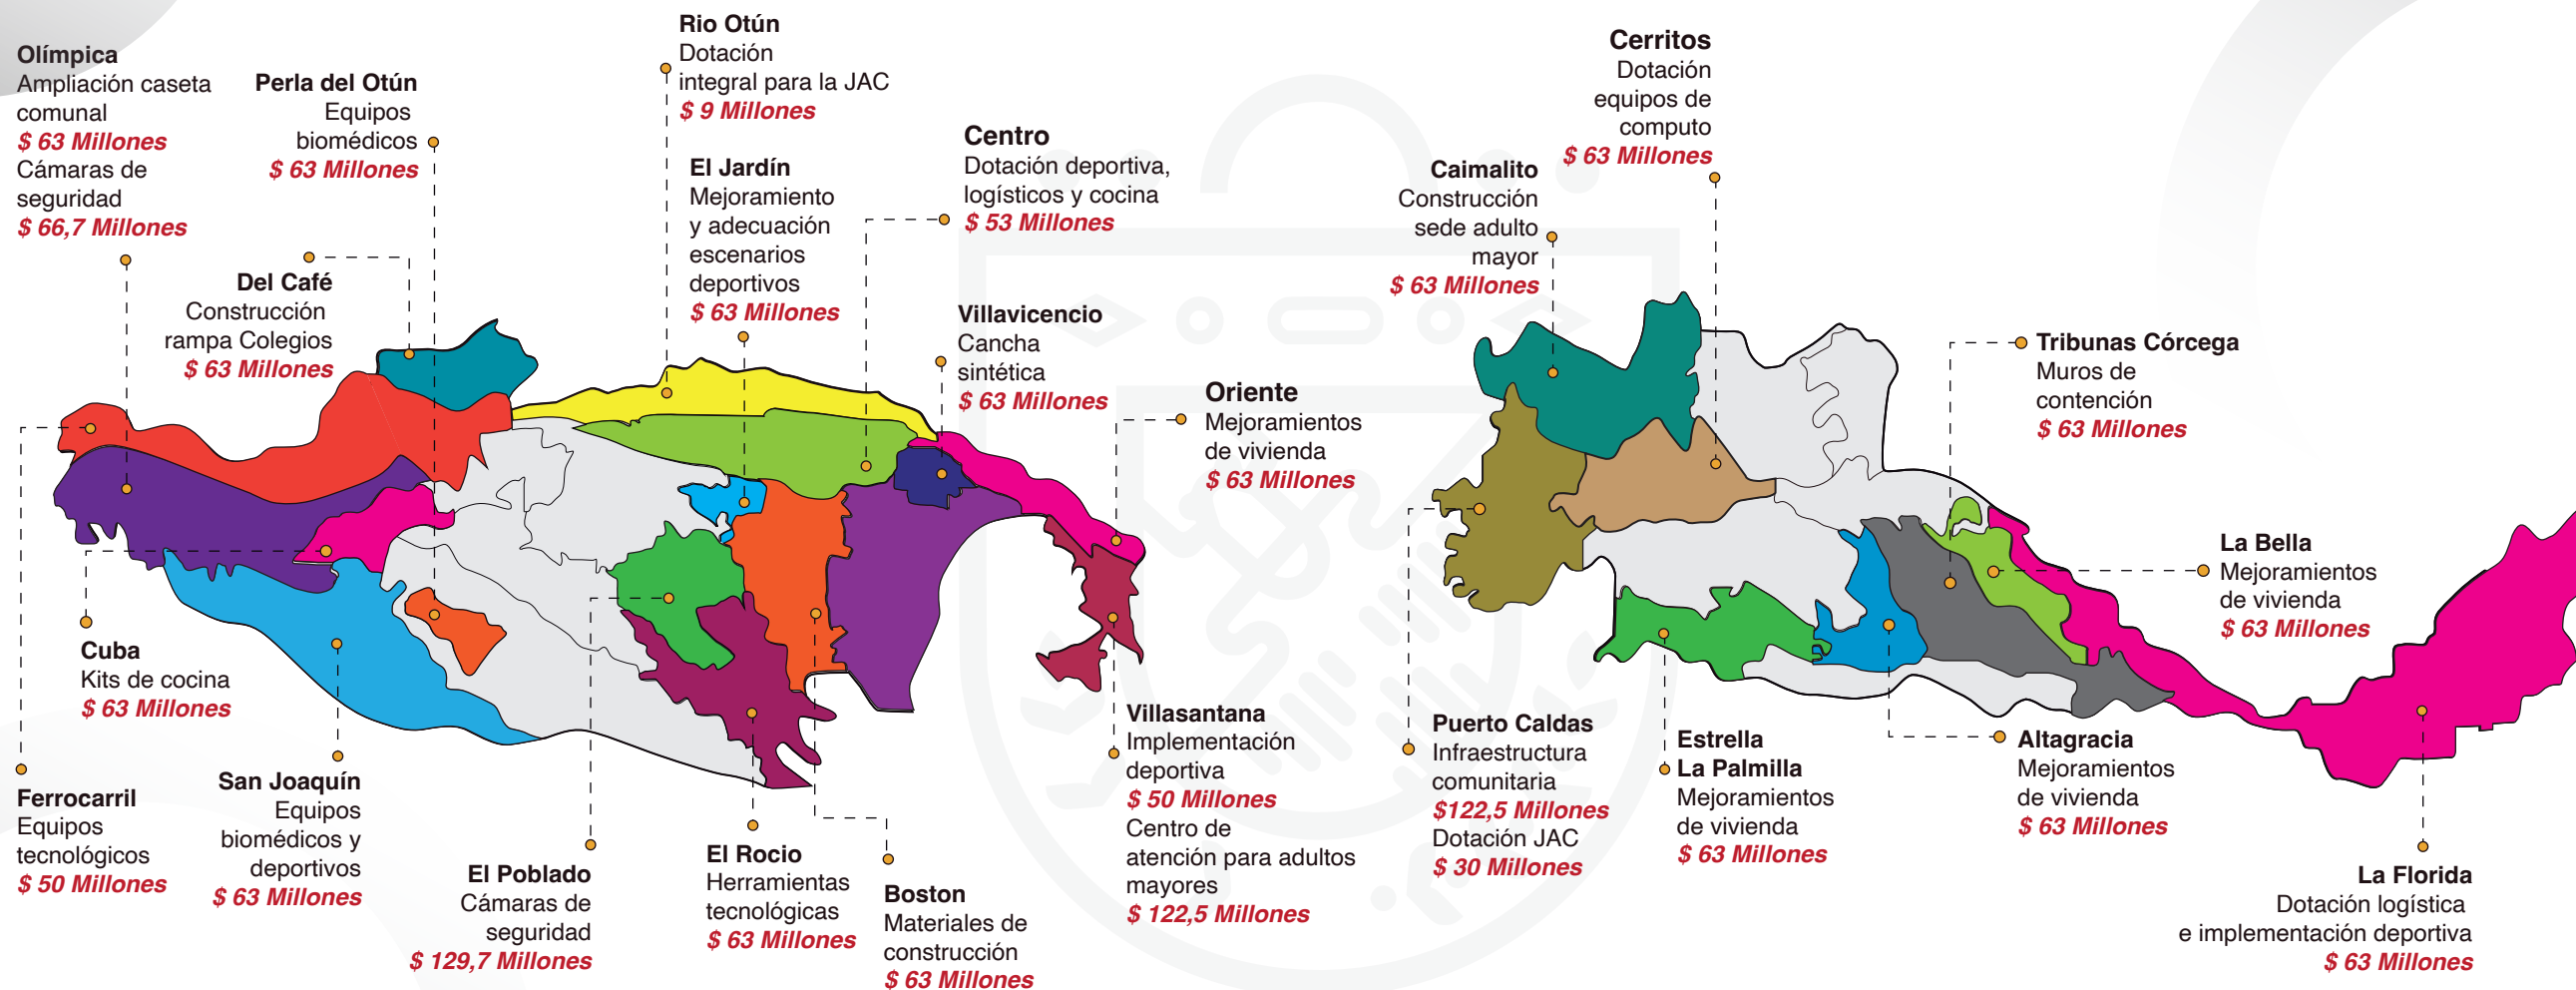 Olímpica
Ampliación caseta
comunal
$ 63 Millones
Cámaras de
seguridad
$ 66,7 Millones
Perla del Otún
Equipos
biomédicos
$ 63 Millones
Del Café
Construcción
rampa Colegios
$ 63 Millones
Rio Otún
Dotación
integral para la JAC
$ 9 Millones
El Jardín
Mejoramiento
y adecuación
escenarios
deportivos
$ 63 Millones
Centro
Dotación deportiva,
logísticos y cocina
$ 53 Millones
Villavicencio
Cancha
sintética
$ 63 Millones
Oriente
Mejoramientos
de vivienda
$ 63 Millones
Cuba
Kits de cocina
$ 63 Millones
Ferrocarril
Equipos
tecnológicos
$ 50 Millones
San Joaquín
Equipos
biomédicos y
deportivos
$ 63 Millones
El Poblado
Cámaras de
seguridad
$ 129,7 Millones
El Rocio
Herramientas
tecnológicas
$ 63 Millones
Boston
Materiales de
construcción
$ 63 Millones
Villasantana
Implementación
deportiva
$ 50 Millones
Centro de
atención para adultos
mayores
$ 122,5 Millones
Cerritos
Dotación
equipos de
computo
$ 63 Millones
Caimalito
Construcción
sede adulto
mayor
$ 63 Millones
Tribunas Córcega
Muros de
contención
$ 63 Millones
La Bella
Mejoramientos
de vivienda
$ 63 Millones
Puerto Caldas
Infraestructura
comunitaria
$122,5 Millones
Dotación JAC
$ 30 Millones
Estrella
La Palmilla
Mejoramientos
de vivienda
$ 63 Millones
Altagracia
Mejoramientos
de vivienda
$ 63 Millones
La Florida
Dotación logística
e implementación deportiva
$ 63 Millones